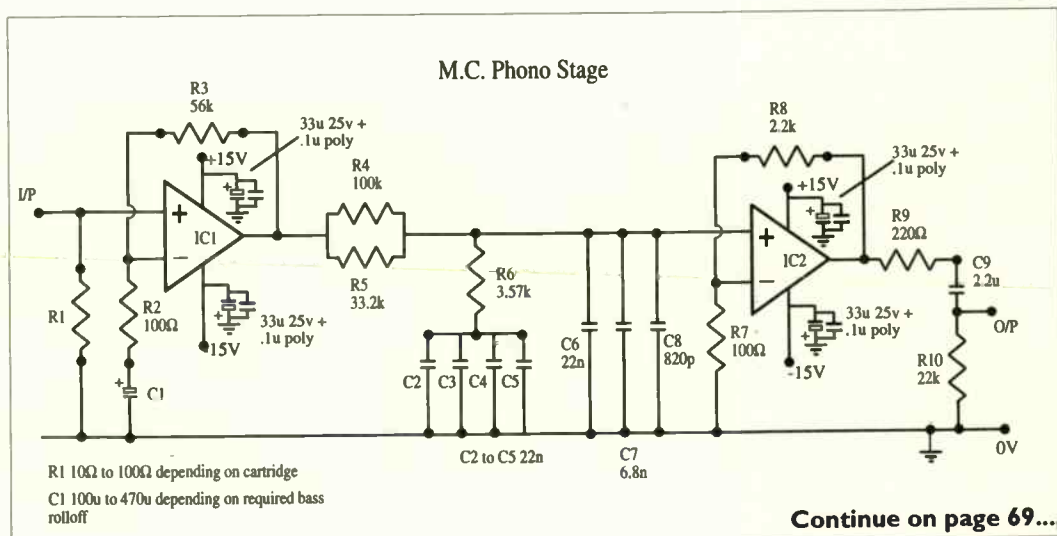 M.C. Phono Stage
R3
56k
33u 25v +
.1u poly
+15V
I/P
IC1
R4
100k
R5
33.2k
R1
R2
100Ω
-15V
33u 25v +
.1u poly
C1
R6
3.57k
C2
C3
C4
C5
C2 to C5 22n
C6
22n
C7
6.8n
C8
820p
R8
2.2k
33u 25v +
.1u poly
+15V
IC2
R9
220Ω
C9
2.2u
R7
100Ω
33u 25v +
.1u poly
-15V
O/P
R10
22k
0V
R1 10Ω to 100Ω depending on cartridge
C1 100u to 470u depending on required bass
rolloff
Continue on page 69...